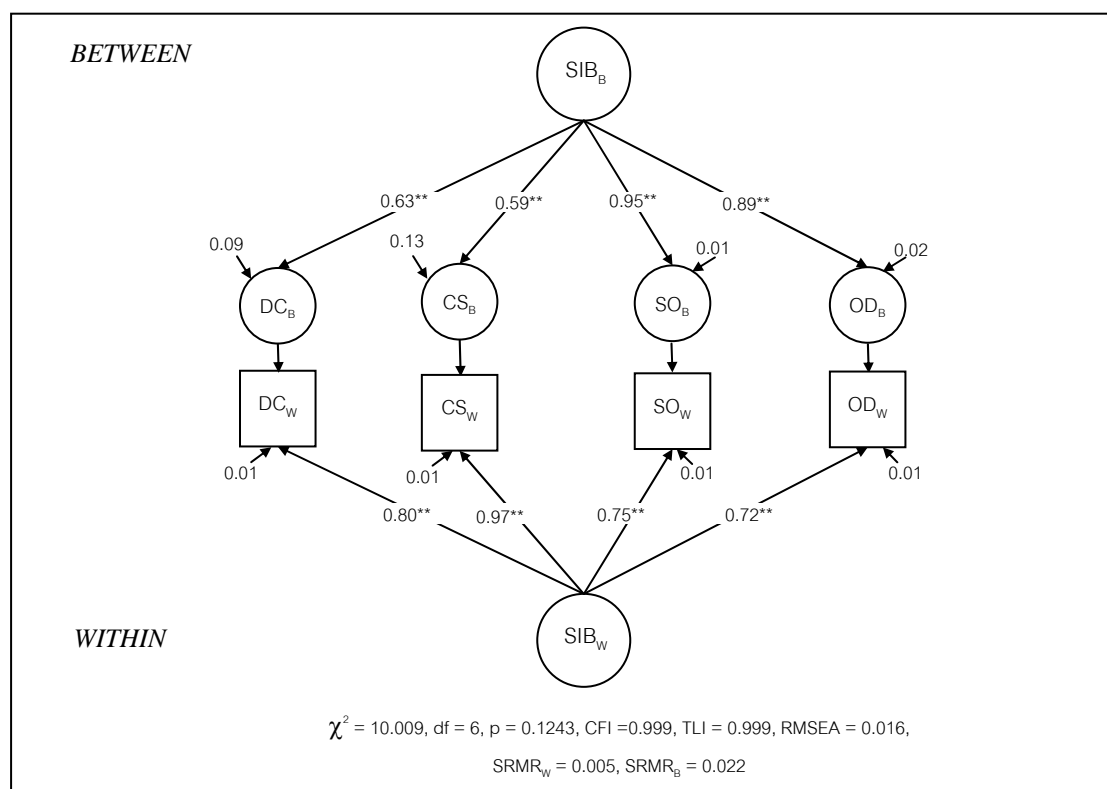 BETWEEN
SIB_B
0.63** 0.59** 0.95** 0.89**
0.09 0.13 0.01 0.02
DC_B CS_B SO_B OD_B
DC_W CS_W SO_W OD_W
0.01 0.01 0.01 0.01
0.80** 0.97** 0.75** 0.72**
WITHIN
SIB_W
χ² = 10.009, df = 6, p = 0.1243, CFI =0.999, TLI = 0.999, RMSEA = 0.016,
SRMR_W = 0.005, SRMR_B = 0.022